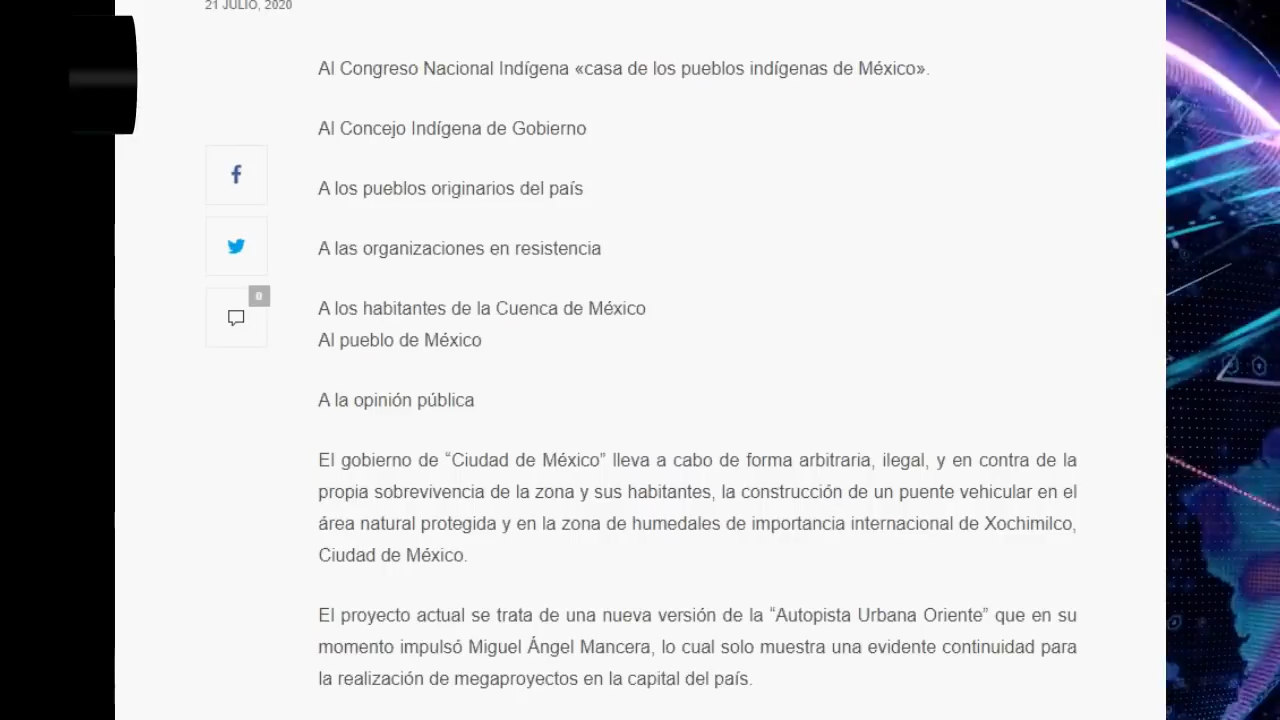 21 JULIO, 2020
Al Congreso Nacional Indígena «casa de los pueblos indígenas de México».
Al Concejo Indígena de Gobierno
A los pueblos originarios del país
A las organizaciones en resistencia
0
A los habitantes de la Cuenca de México
Al pueblo de México
A la opinión pública
El gobierno de “Ciudad de México” lleva a cabo de forma arbitraria, ilegal, y en contra de la
propia sobrevivencia de la zona y sus habitantes, la construcción de un puente vehicular en el
área natural protegida y en la zona de humedales de importancia internacional de Xochimilco,
Ciudad de México.
El proyecto actual se trata de una nueva versión de la “Autopista Urbana Oriente” que en su
momento impulsó Miguel Ángel Mancera, lo cual solo muestra una evidente continuidad para
la realización de megaproyectos en la capital del país.